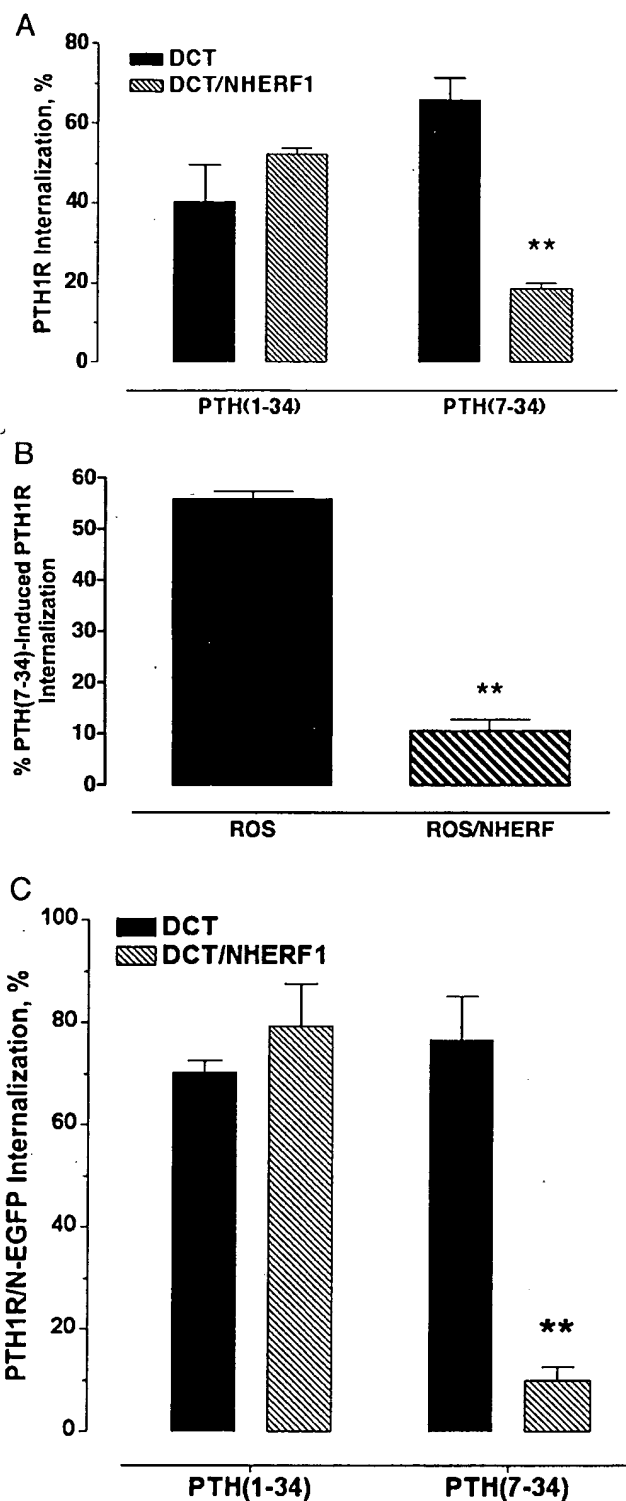 A
80
60
40
20
0
PTH1R Internalization, %
DCT
DCT/NHERF1
**
PTH(1-34)
PTH(7-34)
B
60
50
40
30
20
10
0
% PTH(7-34)-Induced PTH1R
Internalization
**
ROS
ROS/NHERF
C
100
80
60
40
20
0
PTH1R/N-EGFP Internalization, %
DCT
DCT/NHERF1
**
PTH(1-34)
PTH(7-34)